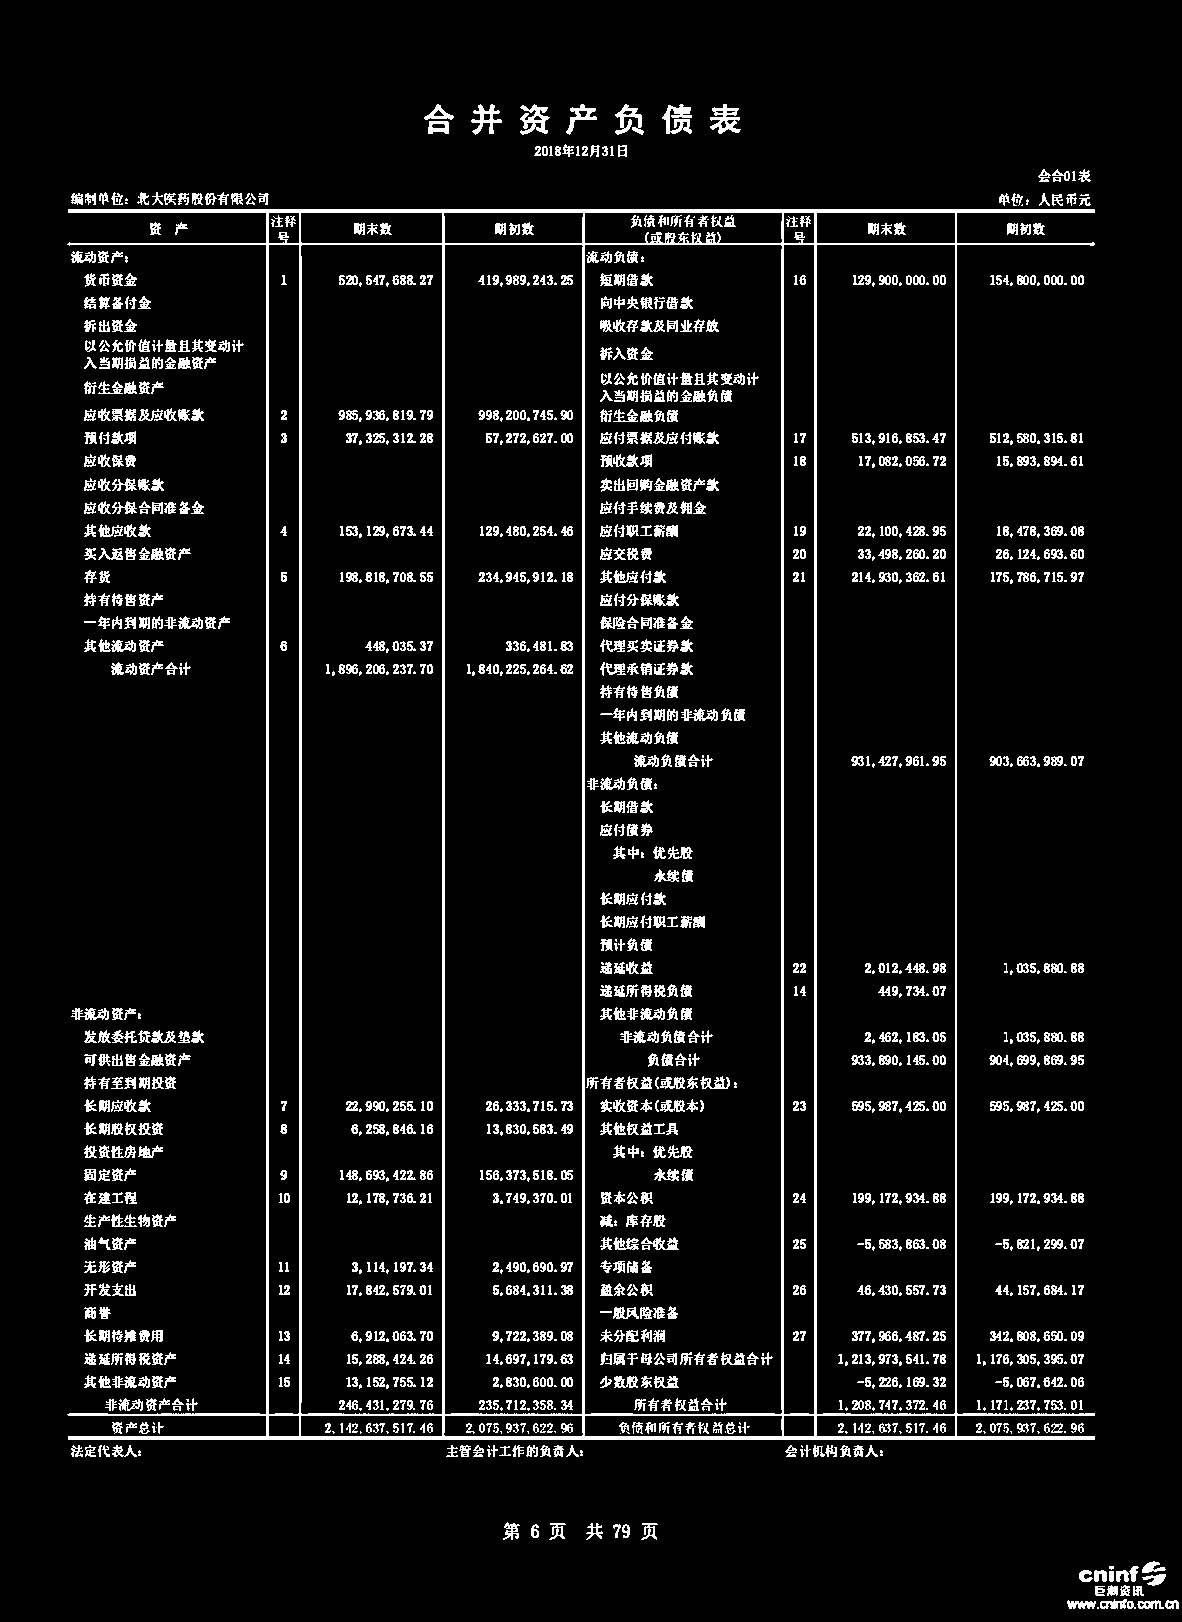 合并资产负债表
2018年12月31日
会合01表
编制单位：北大医药股份有限公司 单位：人民币元
资 产 注释号 期末数 期初数 负债和所有者权益(或股东权益) 注释号 期末数 期初数
流动资产： 流动负债：
货币资金 1 520,547,688.27 419,989,243.25 短期借款 16 129,900,000.00 154,800,000.00
结算备付金 向中央银行借款
拆出资金 吸收存款及同业存放
以公允价值计量且其变动计入当期损益的金融资产 拆入资金
衍生金融资产 以公允价值计量且其变动计入当期损益的金融负债
应收票据及应收账款 2 985,936,819.79 998,200,745.90 衍生金融负债
预付款项 3 37,325,312.28 57,272,627.00 应付票据及应付账款 17 513,916,853.47 512,580,315.81
应收保费 预收款项 18 17,082,056.72 15,893,894.61
应收分保账款 卖出回购金融资产款
应收分保合同准备金 应付手续费及佣金
其他应收款 4 153,129,673.44 129,480,254.46 应付职工薪酬 19 22,100,428.95 18,478,369.08
买入返售金融资产 应交税费 20 33,498,260.20 26,124,693.60
存货 5 198,818,708.55 234,945,912.18 其他应付款 21 214,930,362.61 175,786,715.97
持有待售资产 应付分保账款
一年内到期的非流动资产 保险合同准备金
其他流动资产 6 448,035.37 336,481.83 代理买卖证券款
流动资产合计 1,896,206,237.70 1,840,225,264.62 代理承销证券款
持有待售负债
一年内到期的非流动负债
其他流动负债
流动负债合计 931,427,961.95 903,663,989.07
非流动负债：
长期借款
应付债券
其中：优先股
永续债
长期应付款
长期应付职工薪酬
预计负债
递延收益 22 2,012,448.98 1,035,880.88
递延所得税负债 14 449,734.07
非流动资产： 其他非流动负债
发放委托贷款及垫款 非流动负债合计 2,462,183.05 1,035,880.88
可供出售金融资产 负债合计 933,890,145.00 904,699,869.95
持有至到期投资 所有者权益(或股东权益)：
长期应收款 7 22,990,255.10 26,333,715.73 实收资本(或股本) 23 595,987,425.00 595,987,425.00
长期股权投资 8 6,258,846.16 13,830,583.49 其他权益工具
投资性房地产 其中：优先股
固定资产 9 148,693,422.86 156,373,518.05 永续债
在建工程 10 12,178,736.21 3,749,370.01 资本公积 24 199,172,934.88 199,172,934.88
生产性生物资产 减：库存股
油气资产 其他综合收益 25 -5,583,863.08 -5,821,299.07
无形资产 11 3,114,197.34 2,490,690.97 专项储备
开发支出 12 17,842,579.01 5,684,311.38 盈余公积 26 46,430,557.73 44,157,684.17
商誉 一般风险准备
长期待摊费用 13 6,912,063.70 9,722,389.08 未分配利润 27 377,966,487.25 342,808,650.09
递延所得税资产 14 15,288,424.26 14,697,179.63 归属于母公司所有者权益合计 1,213,973,541.78 1,176,305,395.07
其他非流动资产 15 13,152,755.12 2,830,600.00 少数股东权益 -5,226,169.32 -5,067,642.06
非流动资产合计 246,431,279.76 235,712,358.34 所有者权益合计 1,208,747,372.46 1,171,237,753.01
资产总计 2,142,637,517.46 2,075,937,622.96 负债和所有者权益总计 2,142,637,517.46 2,075,937,622.96
法定代表人： 主管会计工作的负责人： 会计机构负责人：
第 6 页 共 79 页
cninf
巨潮资讯
www.cninfo.com.cn